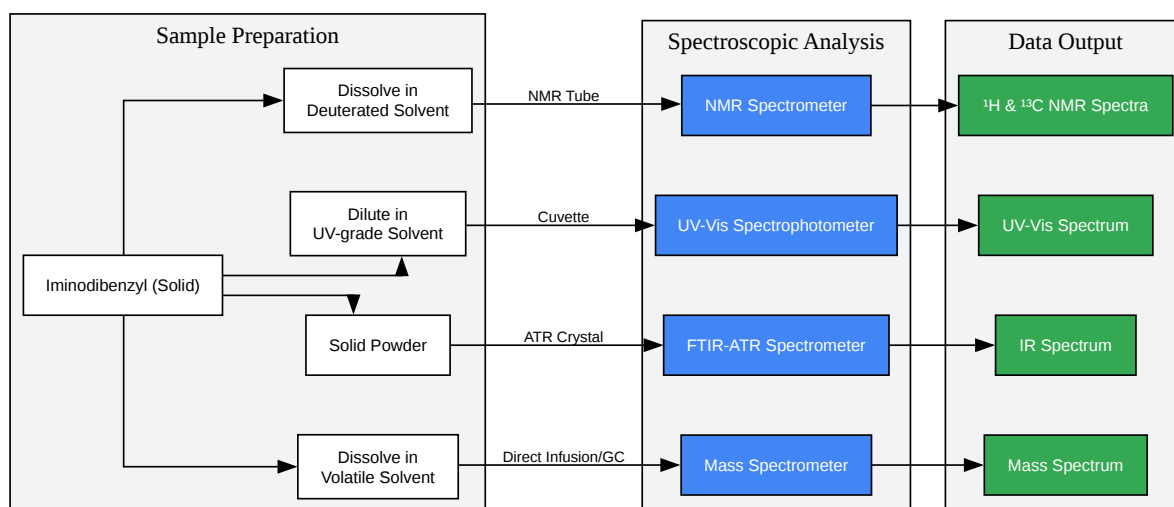 Sample Preparation
Spectroscopic Analysis
Data Output
Dissolve in
Deuterated Solvent
NMR Tube
NMR Spectrometer
¹H & ¹³C NMR Spectra
Dilute in
UV-grade Solvent
Cuvette
UV-Vis Spectrophotometer
UV-Vis Spectrum
Iminodibenzyl (Solid)
Solid Powder
ATR Crystal
FTIR-ATR Spectrometer
IR Spectrum
Dissolve in
Volatile Solvent
Direct Infusion/GC
Mass Spectrometer
Mass Spectrum